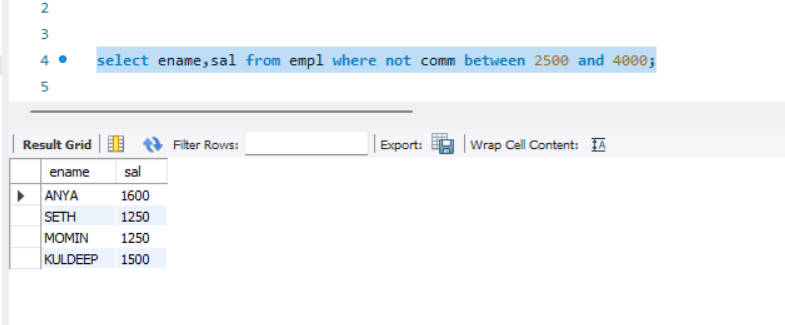 2
3
4 select ename,sal from empl where not comm between 2500 and 4000;
5
Result Grid Filter Rows: Export: Wrap Cell Content: IA
ename sal
ANYA 1600
SETH 1250
MOMIN 1250
KULDEEP 1500